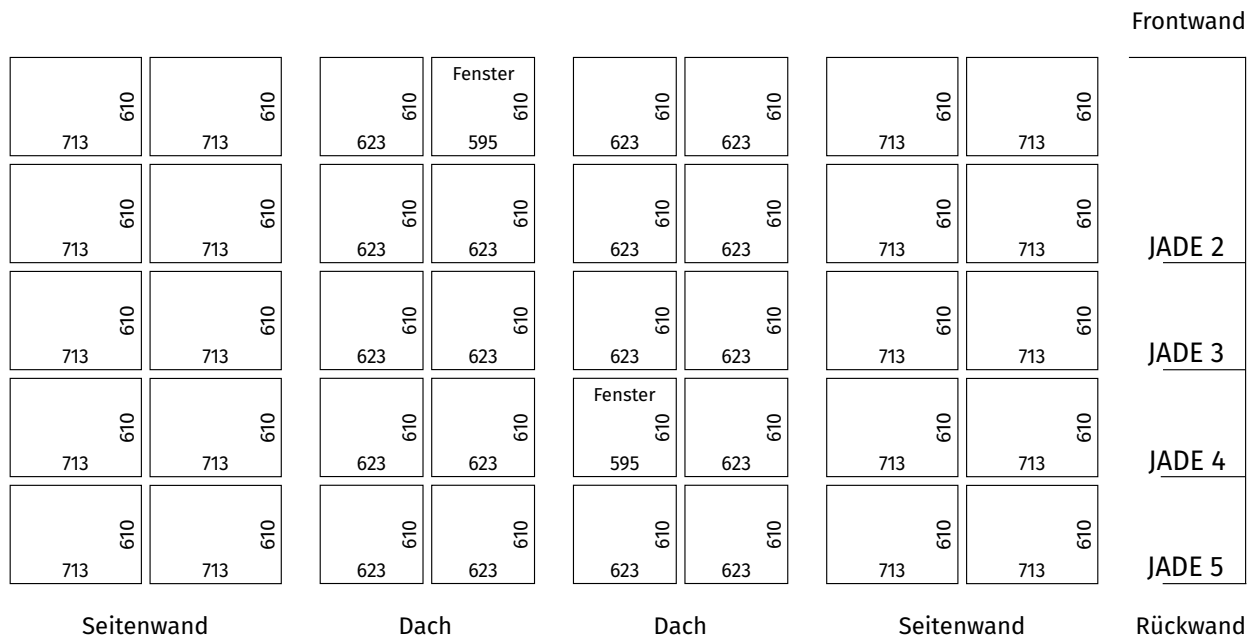 Frontwand
Fenster
610 610 610 610 610 610 610 610
713 713 623 595 623 623 713 713
610 610 610 610 610 610 610 610
713 713 623 623 623 623 713 713 JADE 2
610 610 610 610 610 610 610 610
713 713 623 623 623 623 713 713 JADE 3
Fenster
610 610 610 610 610 610 610 610
713 713 623 623 595 623 713 713 JADE 4
610 610 610 610 610 610 610 610
713 713 623 623 623 623 713 713 JADE 5
Seitenwand Dach Dach Seitenwand Rückwand